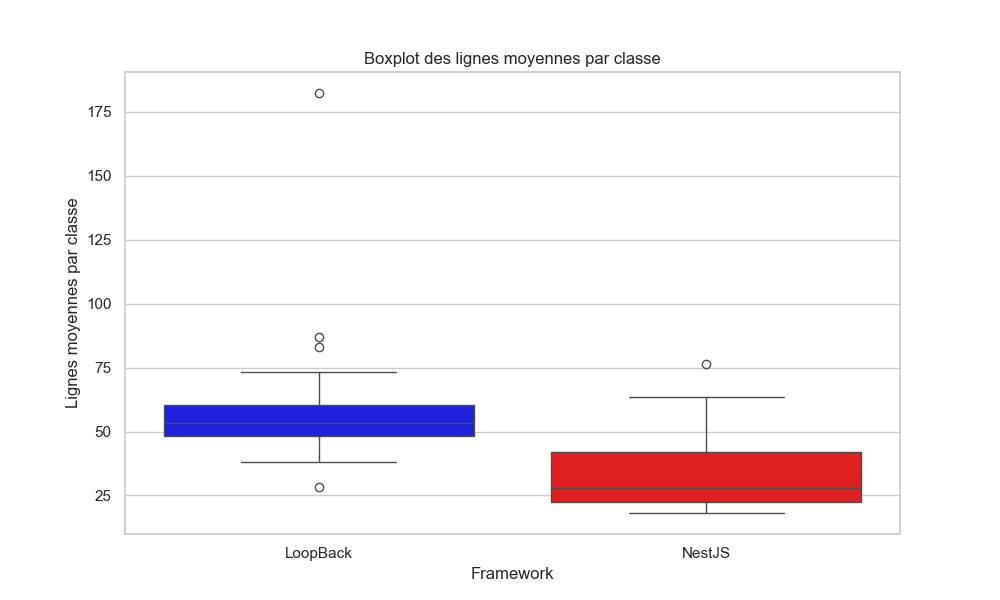 Boxplot des lignes moyennes par classe
Lignes moyennes par classe
175
150
125
100
75
50
25
LoopBack
NestJS
Framework